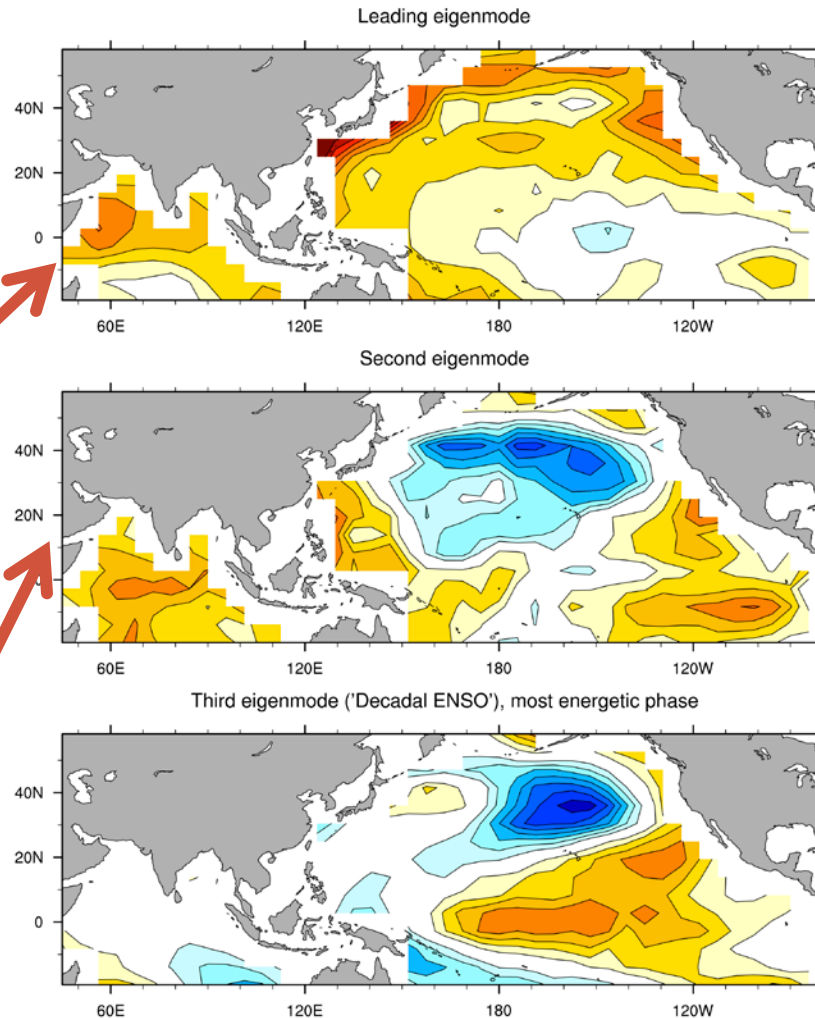 Leading eigenmode
40N
20N
0
60E 120E 180 120W
Second eigenmode
40N
20N
60E 120E 180 120W
Third eigenmode ('Decadal ENSO'), most energetic phase
40N
20N
0
60E 120E 180 120W